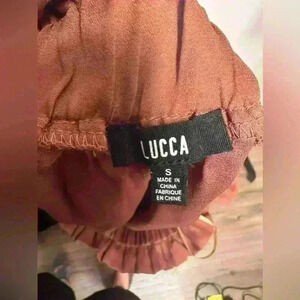 LUCCA
S
MADE IN
CHINA
FABRIQUE
EN CHINE